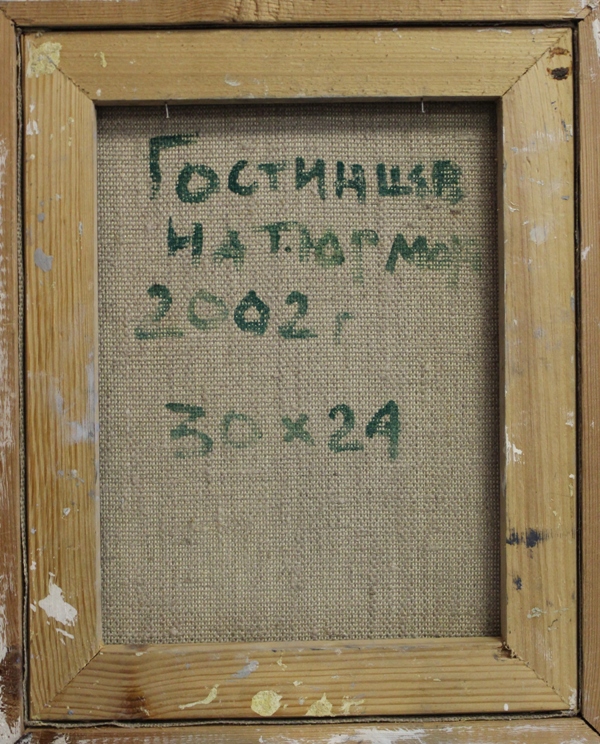 Гостинцев
Натюрморт
2002 г
30 x 24